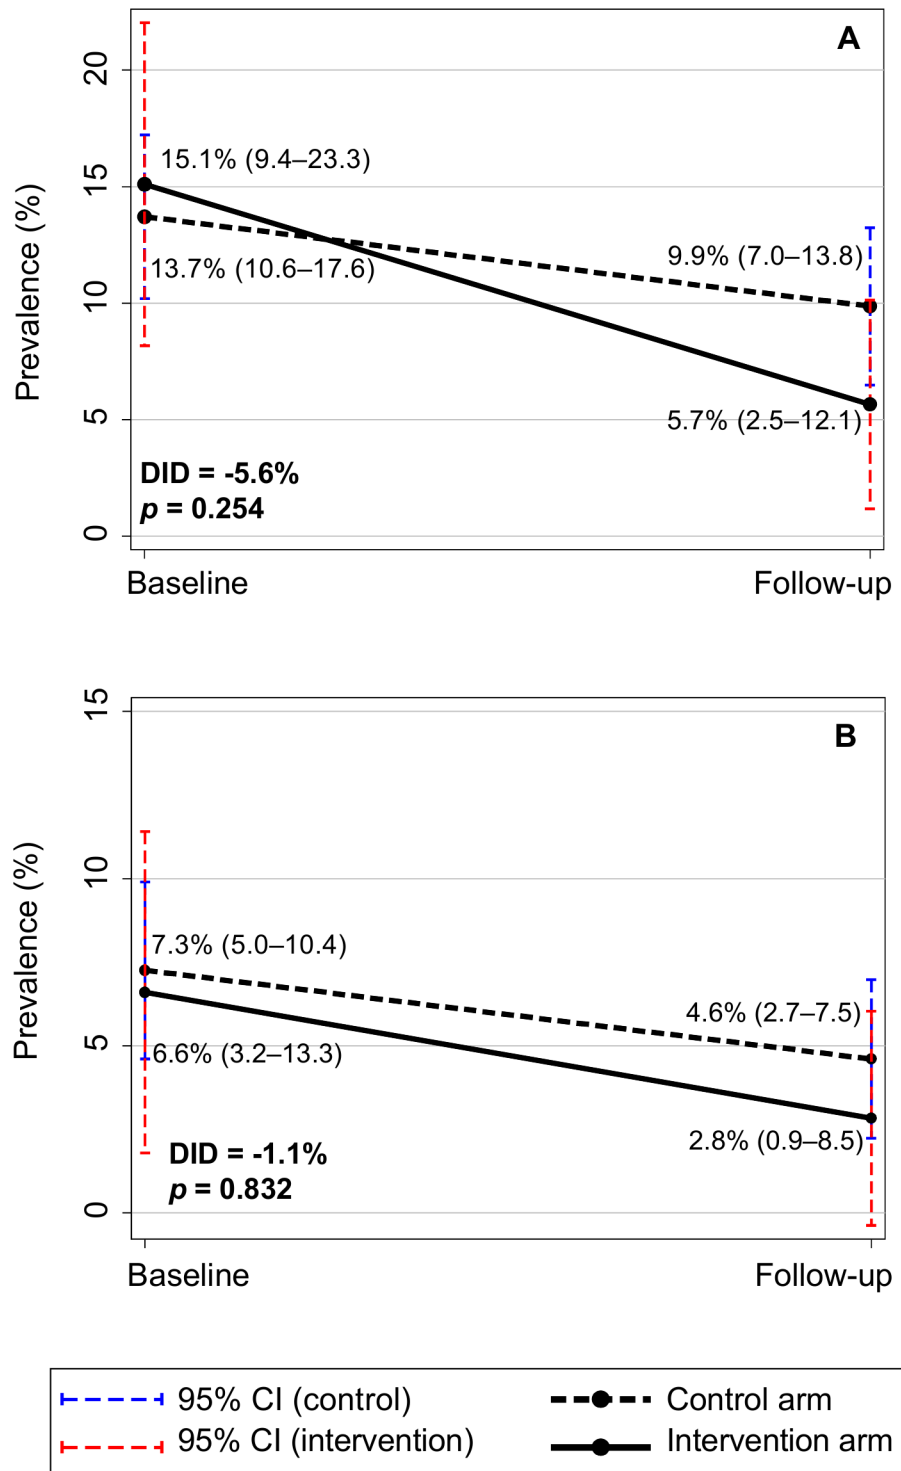 A
Prevalence (%)
20
15
10
5
0
15.1% (9.4–23.3)
13.7% (10.6–17.6)
9.9% (7.0–13.8)
5.7% (2.5–12.1)
DID = -5.6%
p = 0.254
Baseline
Follow-up
B
Prevalence (%)
15
10
5
0
7.3% (5.0–10.4)
6.6% (3.2–13.3)
4.6% (2.7–7.5)
2.8% (0.9–8.5)
DID = -1.1%
p = 0.832
Baseline
Follow-up
95% CI (control)
Control arm
95% CI (intervention)
Intervention arm